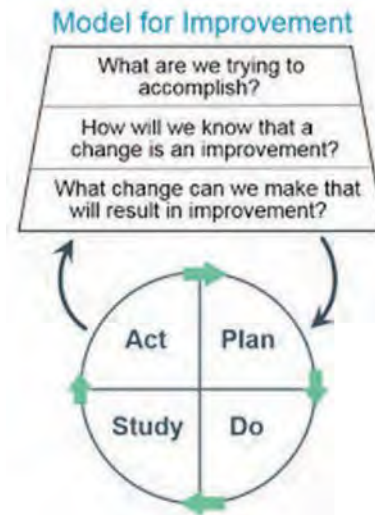 Model for Improvement
What are we trying to
accomplish?
How will we know that a
change is an improvement?
What change can we make that
will result in improvement?
Act
Plan
Study
Do